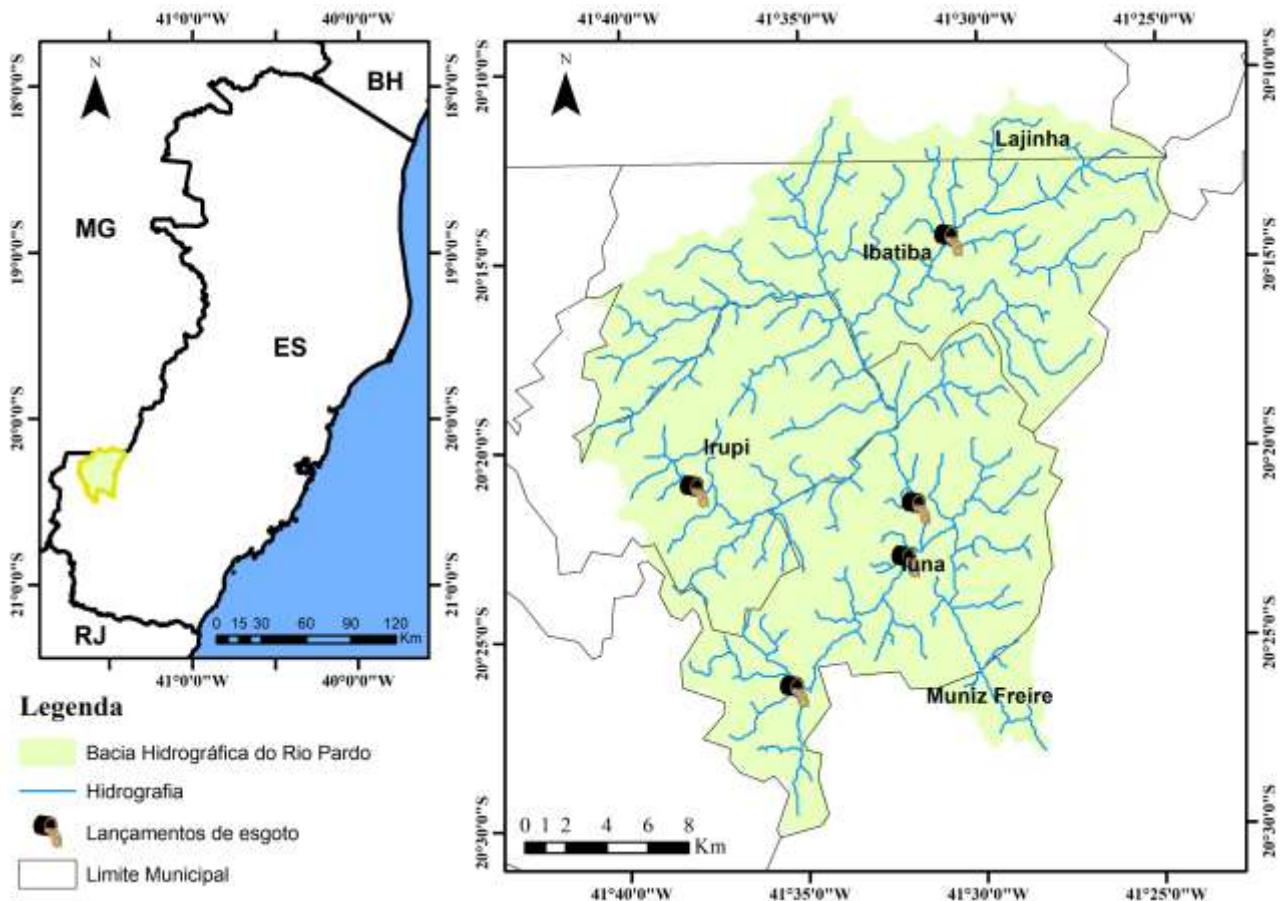 41°0'0"W 40°0'0"W
N
BH
MG
ES
RJ
18°0'0"S
19°0'0"S
20°0'0"S
21°0'0"S
18°0'0"S
19°0'0"S
20°0'0"S
21°0'0"S
0 15 30 60 90 120
Km
41°0'0"W 40°0'0"W
Legenda
Bacia Hidrográfica do Rio Pardo
Hidrografia
Lançamentos de esgoto
Limite Municipal
41°40'0"W 41°35'0"W 41°30'0"W 41°25'0"W
N
20°10'0"S
20°15'0"S
20°20'0"S
20°25'0"S
20°30'0"S
Lajinha
Ibatiba
Irupi
Iuna
Muniz Freire
20°10'0"S
20°15'0"S
20°20'0"S
20°25'0"S
20°30'0"S
0 1 2 4 6 8
Km
41°40'0"W 41°35'0"W 41°30'0"W 41°25'0"W